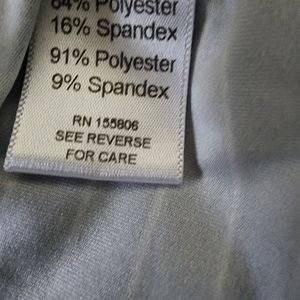 84% Polyester
16% Spandex
91% Polyester
9% Spandex
RN 155806
SEE REVERSE
FOR CARE